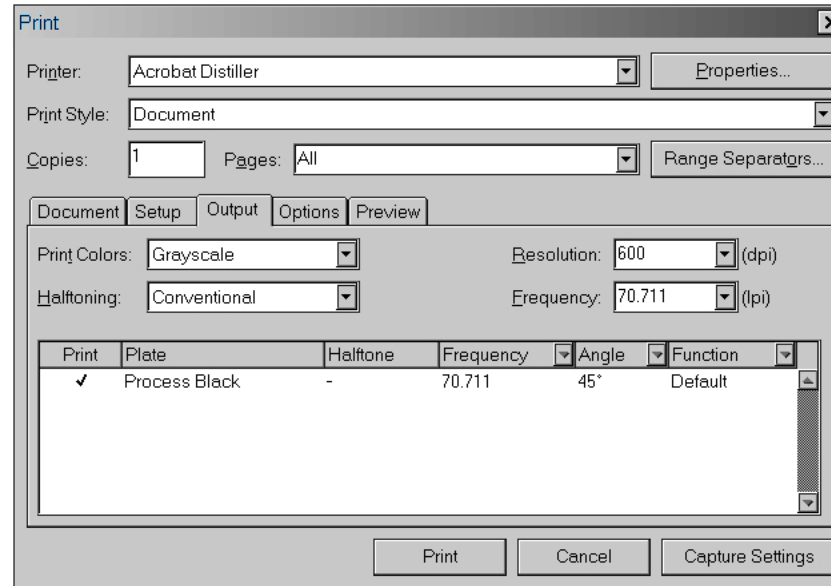 Print
Printer: Acrobat Distiller Properties...
Print Style: Document
Copies: 1 Pages: All Range Separators...
Document Setup Output Options Preview
Print Colors: Grayscale Resolution: 600 (dpi)
Halftoning: Conventional Frequency: 70.711 (lpi)
Print Plate Halftone Frequency Angle Function
✓ Process Black - 70.711 45° Default
Print Cancel Capture Settings